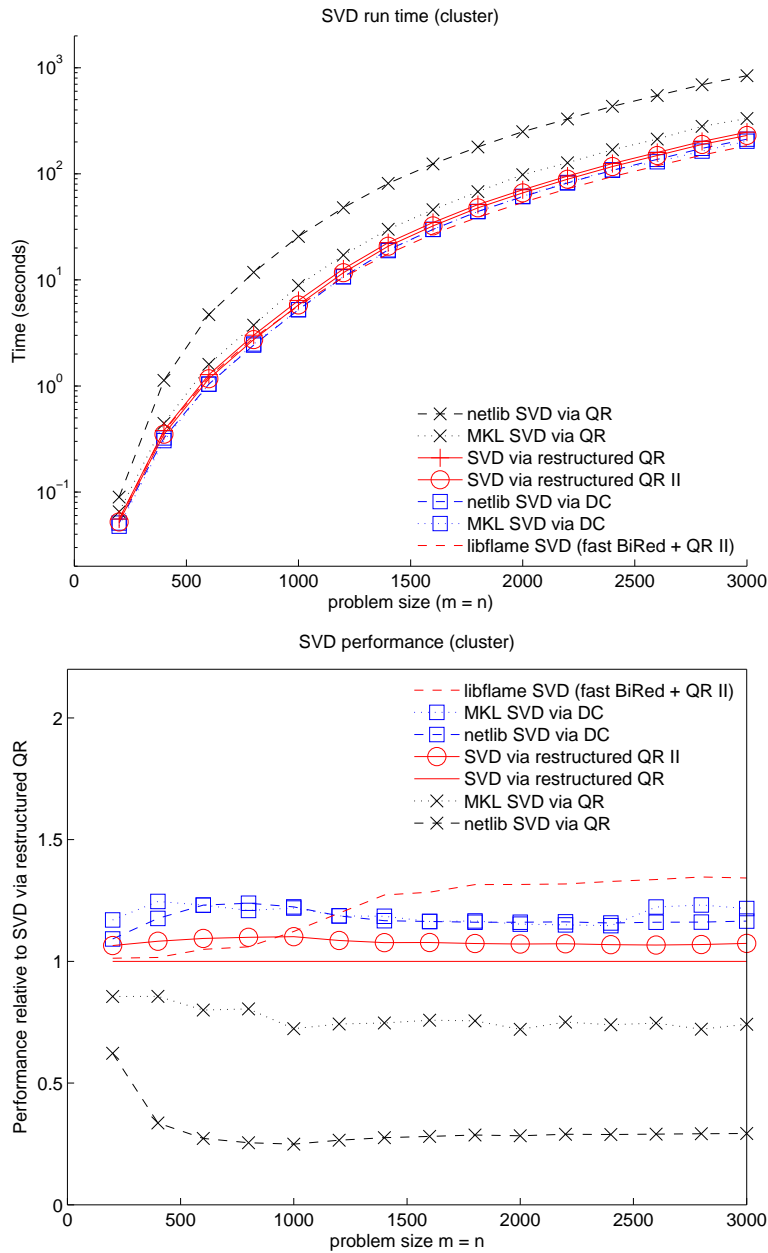 SVD run time (cluster)
10^3
10^2
10^1
10^0
10^−1
Time (seconds)
netlib SVD via QR
MKL SVD via QR
SVD via restructured QR
SVD via restructured QR II
netlib SVD via DC
MKL SVD via DC
libflame SVD (fast BiRed + QR II)
0 500 1000 1500 2000 2500 3000
problem size (m = n)
SVD performance (cluster)
2
1.5
1
0.5
0
Performance relative to SVD via restructured QR
libflame SVD (fast BiRed + QR II)
MKL SVD via DC
netlib SVD via DC
SVD via restructured QR II
SVD via restructured QR
MKL SVD via QR
netlib SVD via QR
0 500 1000 1500 2000 2500 3000
problem size m = n